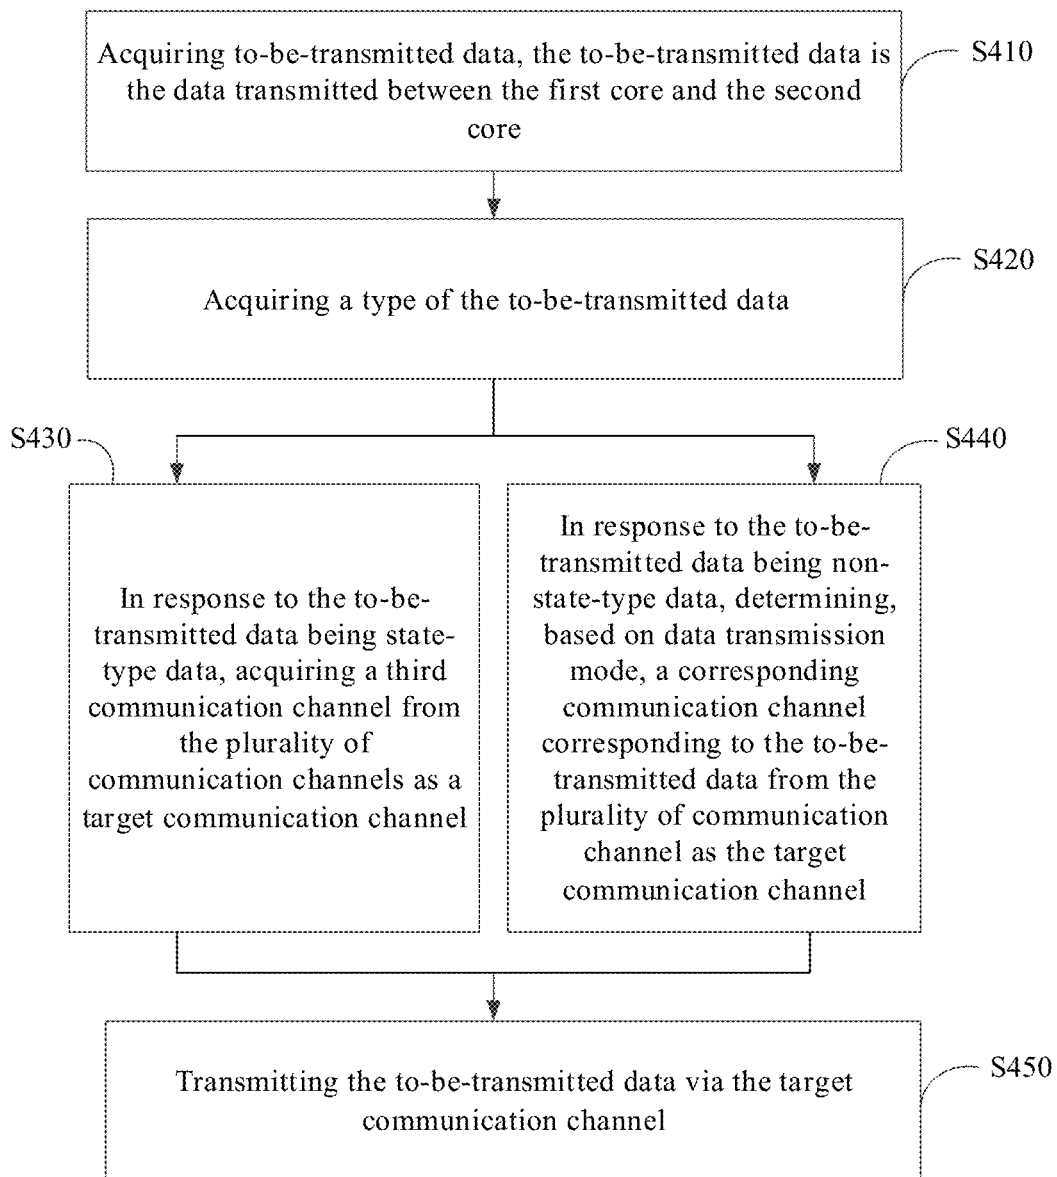 Acquiring to-be-transmitted data, the to-be-transmitted data is
the data transmitted between the first core and the second
core
S410
Acquiring a type of the to-be-transmitted data
S420
S430
In response to the to-be-
transmitted data being state-
type data, acquiring a third
communication channel from
the plurality of
communication channels as a
target communication channel
S440
In response to the to-be-
transmitted data being non-
state-type data, determining,
based on data transmission
mode, a corresponding
communication channel
corresponding to the to-be-
transmitted data from the
plurality of communication
channel as the target
communication channel
Transmitting the to-be-transmitted data via the target
communication channel
S450